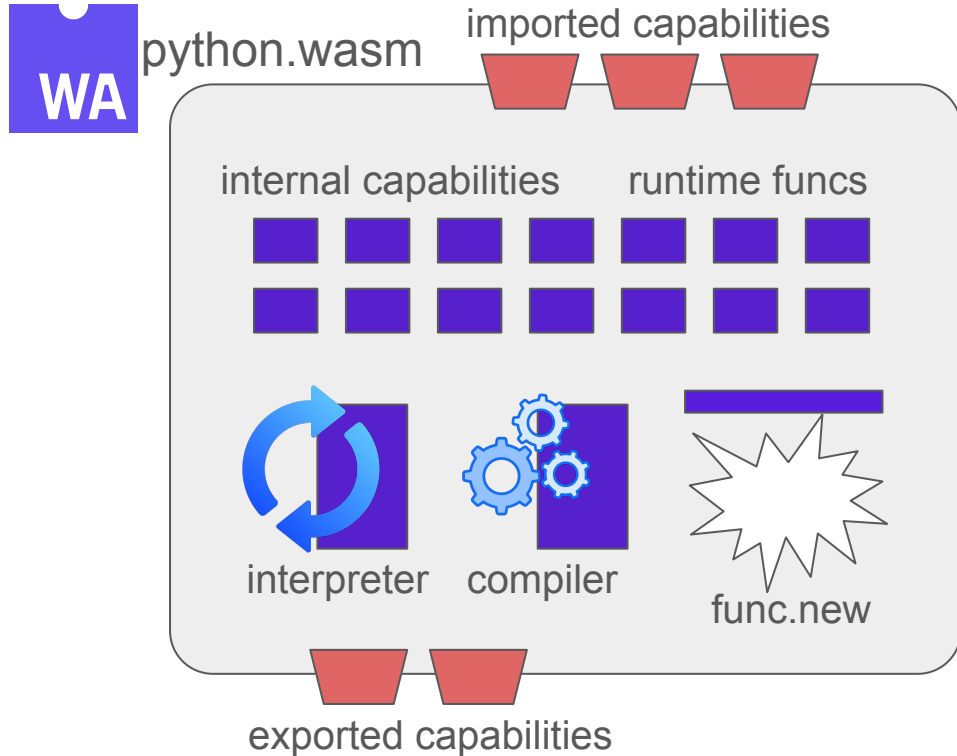 WA
python.wasm
imported capabilities
internal capabilities
runtime funcs
interpreter
compiler
func.new
exported capabilities